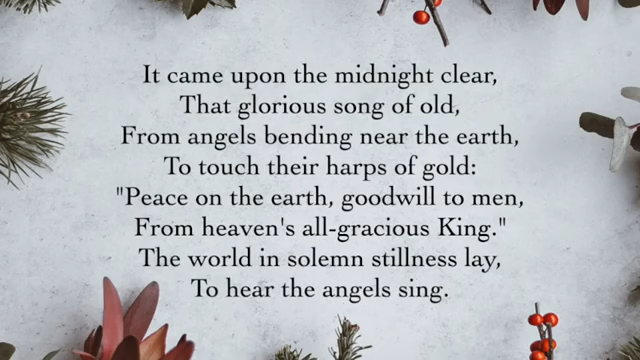 It came upon the midnight clear,
That glorious song of old,
From angels bending near the earth,
To touch their harps of gold:
"Peace on the earth, goodwill to men,
From heaven's all-gracious King."
The world in solemn stillness lay,
To hear the angels sing.